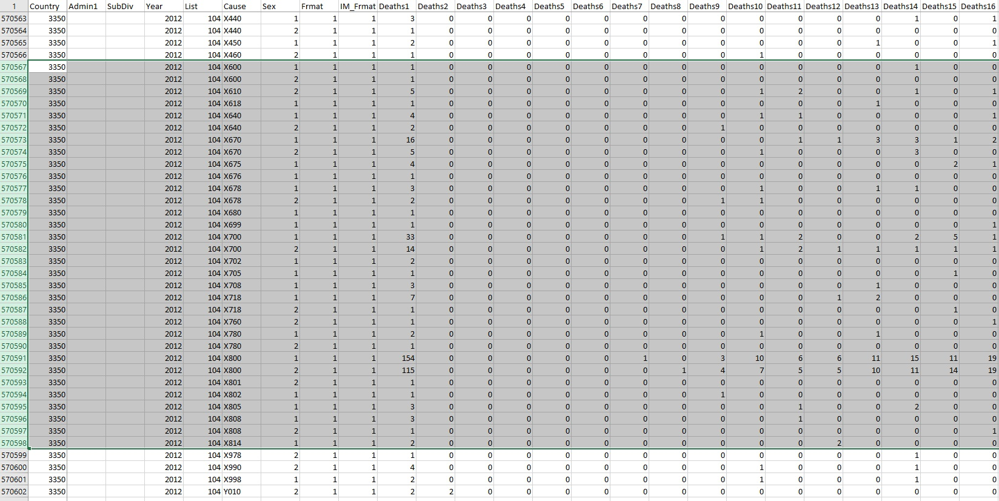 1 Country Admin1 SubDiv Year List Cause Sex Frmat IM_Frmat Deaths1 Deaths2 Deaths3 Deaths4 Deaths5 Deaths6 Deaths7 Deaths8 Deaths9 Deaths10 Deaths11 Deaths12 Deaths13 Deaths14 Deaths15 Deaths16
570563 3350 2012 104 X440 1 1 1 3 0 0 0 0 0 0 0 0 0 0 0 0 1 0 1
570564 3350 2012 104 X440 2 1 1 1 0 0 0 0 0 0 0 0 0 0 0 0 0 0 0
570565 3350 2012 104 X450 1 1 1 2 0 0 0 0 0 0 0 0 0 0 0 1 0 0 1
570566 3350 2012 104 X460 2 1 1 1 0 0 0 0 0 0 0 0 1 0 0 0 0 0 0
570567 3350 2012 104 X600 1 1 1 1 0 0 0 0 0 0 0 0 0 0 0 0 1 0 0
570568 3350 2012 104 X600 2 1 1 1 0 0 0 0 0 0 0 0 0 0 0 0 0 0 0
570569 3350 2012 104 X610 2 1 1 5 0 0 0 0 0 0 0 0 1 2 0 0 1 0 1
570570 3350 2012 104 X618 1 1 1 1 0 0 0 0 0 0 0 0 0 0 0 1 0 0 0
570571 3350 2012 104 X640 1 1 1 4 0 0 0 0 0 0 0 0 1 1 0 0 0 0 1
570572 3350 2012 104 X640 2 1 1 2 0 0 0 0 0 0 0 1 0 0 0 0 0 0 0
570573 3350 2012 104 X670 1 1 1 16 0 0 0 0 0 0 0 0 0 1 1 3 3 1 2
570574 3350 2012 104 X670 2 1 1 5 0 0 0 0 0 0 0 0 1 0 0 0 3 0 0
570575 3350 2012 104 X675 1 1 1 4 0 0 0 0 0 0 0 0 0 0 0 0 0 2 1
570576 3350 2012 104 X676 1 1 1 1 0 0 0 0 0 0 0 0 0 0 0 0 0 0 0
570577 3350 2012 104 X678 1 1 1 3 0 0 0 0 0 0 0 0 1 0 0 1 1 0 0
570578 3350 2012 104 X678 2 1 1 2 0 0 0 0 0 0 0 1 1 0 0 0 0 0 0
570579 3350 2012 104 X680 1 1 1 1 0 0 0 0 0 0 0 0 0 0 0 0 0 0 0
570580 3350 2012 104 X699 1 1 1 1 0 0 0 0 0 0 0 0 0 0 0 0 0 0 1
570581 3350 2012 104 X700 1 1 1 33 0 0 0 0 0 0 0 1 1 2 0 0 2 5 1
570582 3350 2012 104 X700 2 1 1 14 0 0 0 0 0 0 0 0 1 2 1 1 1 1 1
570583 3350 2012 104 X702 1 1 1 2 0 0 0 0 0 0 0 0 0 0 0 0 0 0 0
570584 3350 2012 104 X705 1 1 1 1 0 0 0 0 0 0 0 0 0 0 0 0 0 1 0
570585 3350 2012 104 X708 1 1 1 3 0 0 0 0 0 0 0 0 0 0 0 1 0 0 0
570586 3350 2012 104 X718 1 1 1 7 0 0 0 0 0 0 0 0 0 0 1 2 0 0 0
570587 3350 2012 104 X718 2 1 1 1 0 0 0 0 0 0 0 0 0 0 0 0 0 1 0
570588 3350 2012 104 X760 2 1 1 1 0 0 0 0 0 0 0 0 0 0 0 0 0 0 1
570589 3350 2012 104 X780 1 1 1 2 0 0 0 0 0 0 0 0 1 0 0 1 0 0 0
570590 3350 2012 104 X780 2 1 1 1 0 0 0 0 0 0 0 0 0 0 0 0 0 0 0
570591 3350 2012 104 X800 1 1 1 154 0 0 0 0 0 1 0 3 10 6 6 11 15 11 19
570592 3350 2012 104 X800 2 1 1 115 0 0 0 0 0 0 1 4 7 5 5 10 11 14 19
570593 3350 2012 104 X801 2 1 1 1 0 0 0 0 0 0 0 0 0 0 0 0 0 0 0
570594 3350 2012 104 X802 1 1 1 1 0 0 0 0 0 0 0 1 0 0 0 0 0 0 0
570595 3350 2012 104 X805 1 1 1 3 0 0 0 0 0 0 0 0 0 1 0 0 2 0 0
570596 3350 2012 104 X808 1 1 1 3 0 0 0 0 0 0 0 0 0 1 0 0 0 0 0
570597 3350 2012 104 X808 2 1 1 1 0 0 0 0 0 0 0 0 0 0 0 0 0 0 1
570598 3350 2012 104 X814 1 1 1 2 0 0 0 0 0 0 0 0 0 0 2 0 0 0 0
570599 3350 2012 104 X978 2 1 1 1 0 0 0 0 0 0 0 0 0 0 0 0 1 0 0
570600 3350 2012 104 X990 2 1 1 4 0 0 0 0 0 0 0 0 1 0 0 0 1 0 0
570601 3350 2012 104 X998 1 1 1 2 0 0 0 0 0 0 0 0 1 0 0 0 1 0 0
570602 3350 2012 104 Y010 2 1 1 2 2 0 0 0 0 0 0 0 0 0 0 0 0 0 0